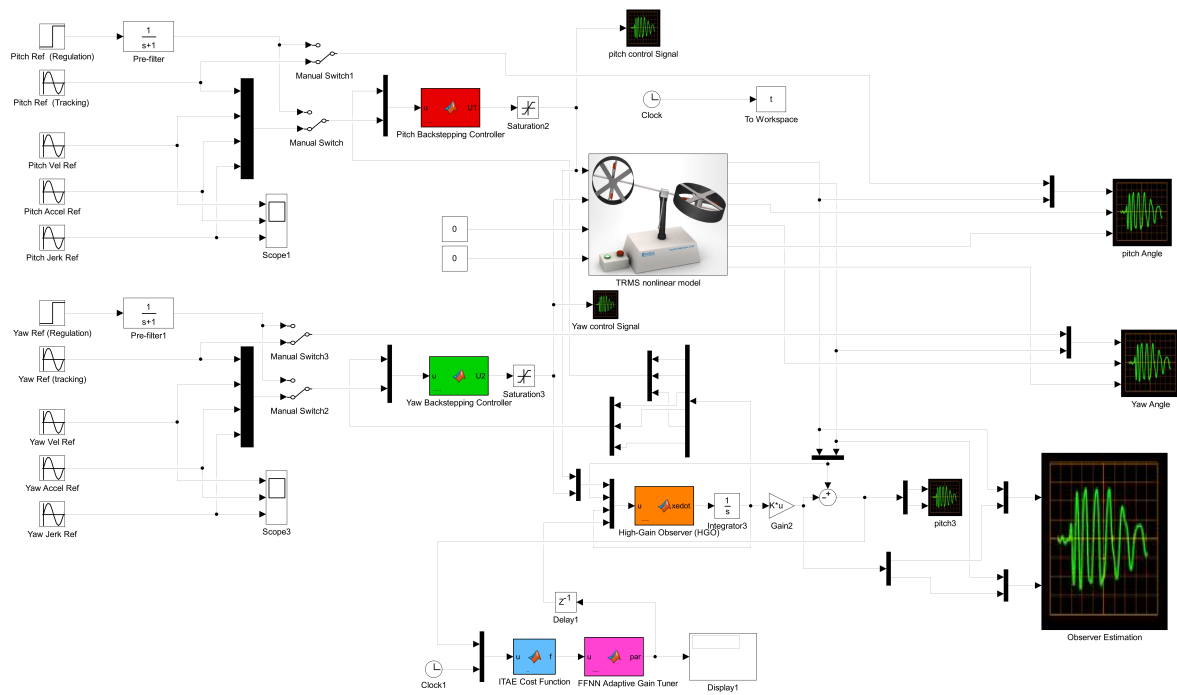 Pitch Ref (Regulation)
1
s+1
Pre-filter
Manual Switch1
pitch control Signal
Pitch Ref (Tracking)
Manual Switch
u
U1
Pitch Backstepping Controller
Saturation2
Clock
t
To Workspace
Pitch Vel Ref
Pitch Accel Ref
Pitch Jerk Ref
Scope1
0
0
TRMS nonlinear model
pitch Angle
Yaw control Signal
Yaw Ref (Regulation)
1
s+1
Pre-filter1
Manual Switch3
Yaw Ref (tracking)
Manual Switch2
u
U2
Yaw Backstepping Controller
Saturation3
Yaw Angle
Yaw Vel Ref
Yaw Accel Ref
Yaw Jerk Ref
Scope3
u
xedot
High-Gain Observer (HGO)
1
s
Integrator3
K*u
Gain2
pitch3
Observer Estimation
Z-1
Delay1
Clock1
u
f
ITAE Cost Function
u
par
FFNN Adaptive Gain Tuner
Display1